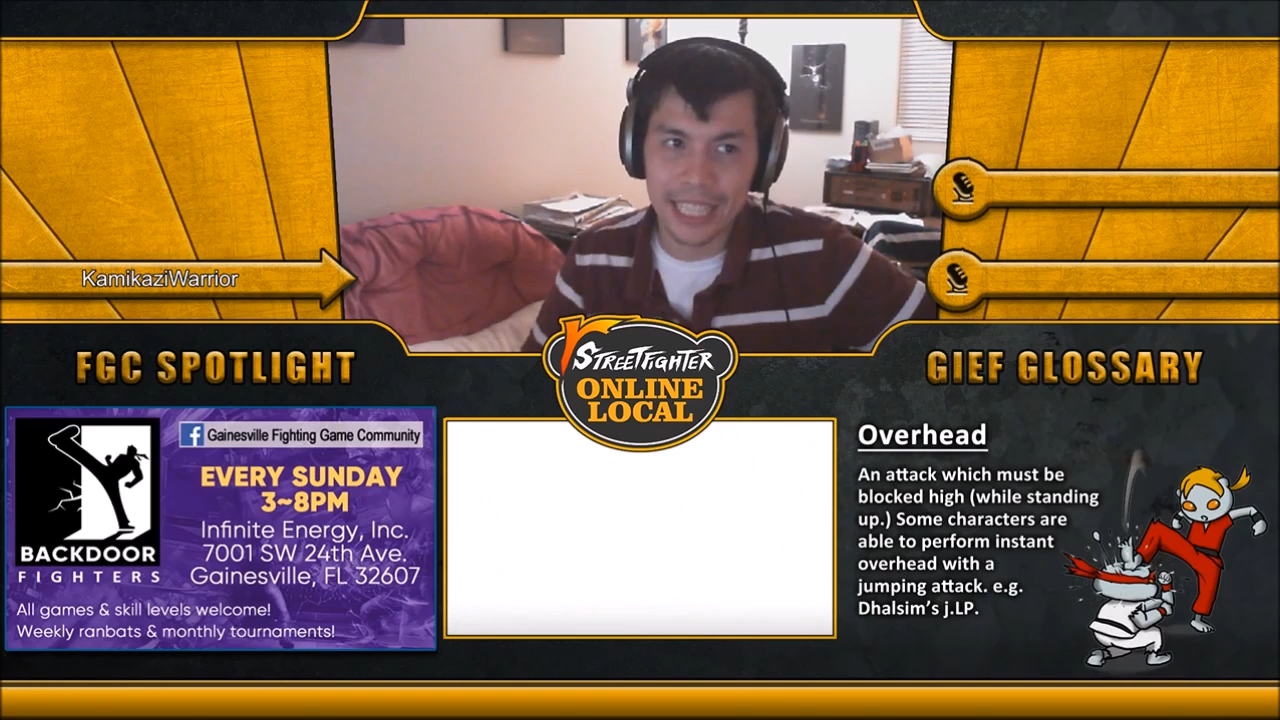 KamikaziWarrior
FGC SPOTLIGHT
Gainesville Fighting Game Community
EVERY SUNDAY
3~8PM
Infinite Energy, Inc.
7001 SW 24th Ave.
Gainesville, FL 32607
BACKDOOR
FIGHTERS
All games & skill levels welcome!
Weekly ranbats & monthly tournaments!
r
STREETFIGHTER
ONLINE
LOCAL
GIEF GLOSSARY
Overhead
An attack which must be
blocked high (while standing
up.) Some characters are
able to perform instant
overhead with a
jumping attack. e.g.
Dhalsim's j.LP.